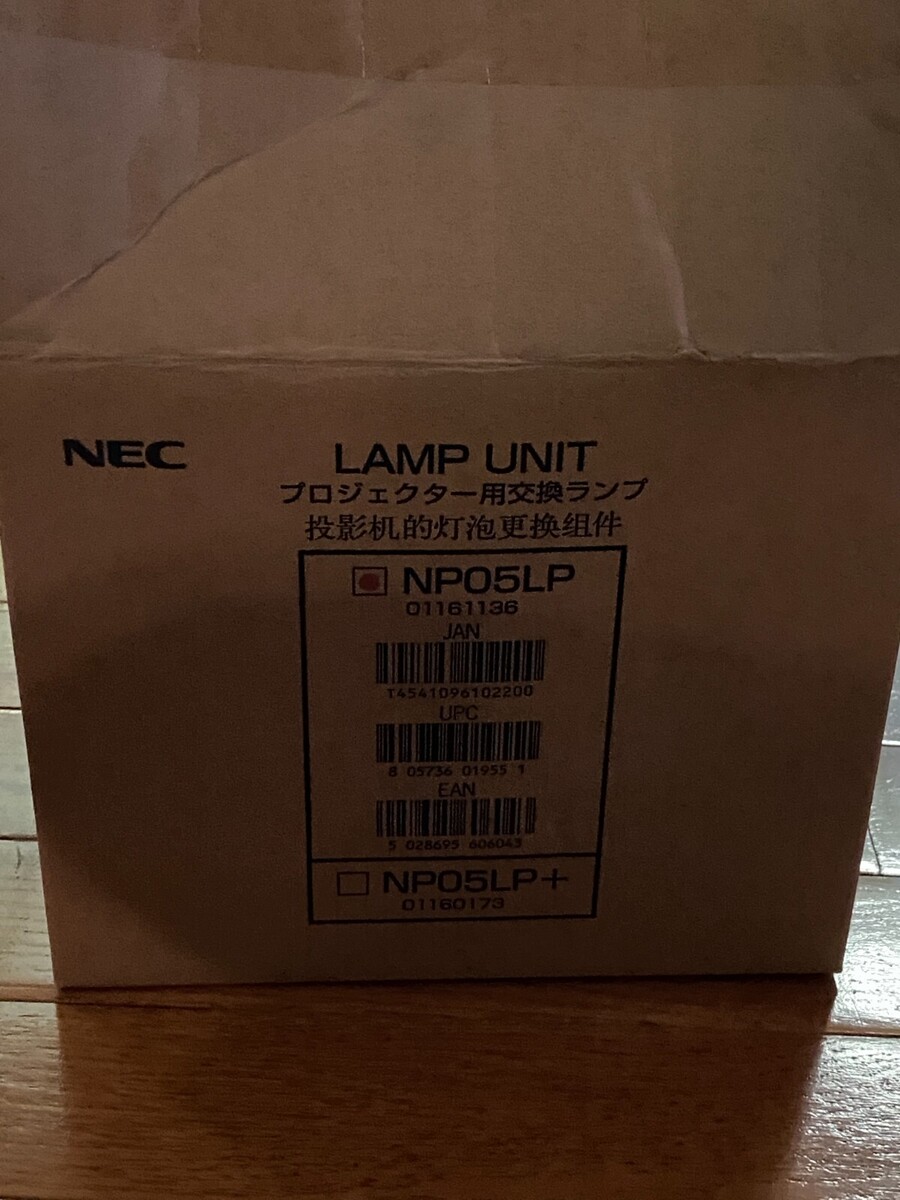 NEC
LAMP UNIT
プロジェクター用交換ランプ
投影机的灯泡更换组件
NP05LP
01161136
JAN
T4541096102200
UPC
8 05736 01955 1
EAN
5 028695 606043
NP05LP+
01160173